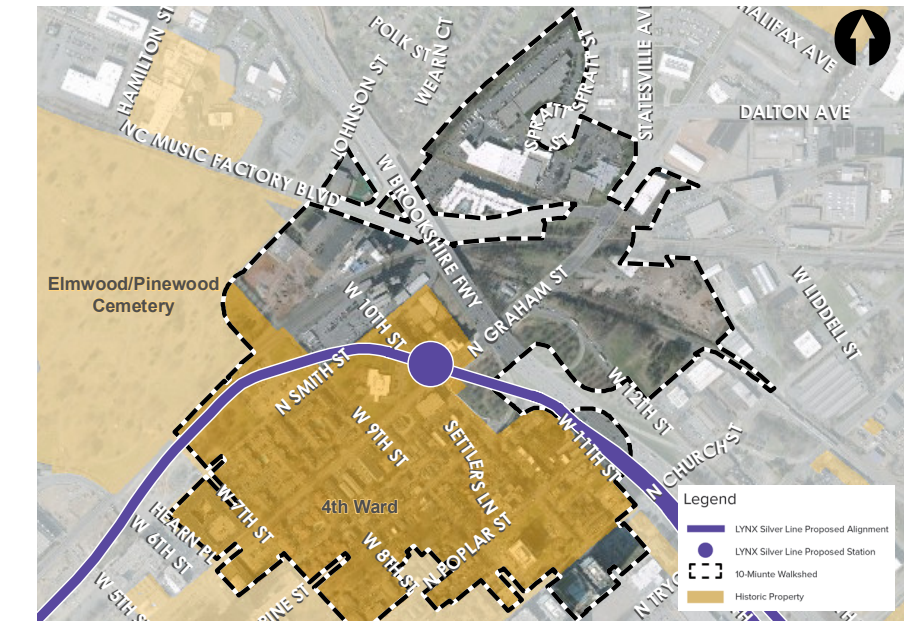 POLK ST
WEARN CT
HAMILTON ST
JOHNSON ST
SPRATT ST
SPRATT
ST
STATESVILLE AVE
HALIFAX AVE
DALTON AVE
NC MUSIC FACTORY BLVD
W BROOKSHIRE FWY
Elmwood/Pinewood
Cemetery
W 10TH ST
N GRAHAM ST
W LIDDELL ST
N SMITH ST
W 12TH ST
W 9TH ST
SETTLERS LN
W 11TH ST
N CHURCH ST
4th Ward
W 7TH ST
HEARN PL
W 6TH ST
W 5TH S
W 8TH ST
N POPLAR ST
PINE ST
N TRYO
TH
TH
Legend
LYNX Silver Line Proposed Alignment
LYNX Silver Line Proposed Station
10-Miunte Walkshed
Historic Property